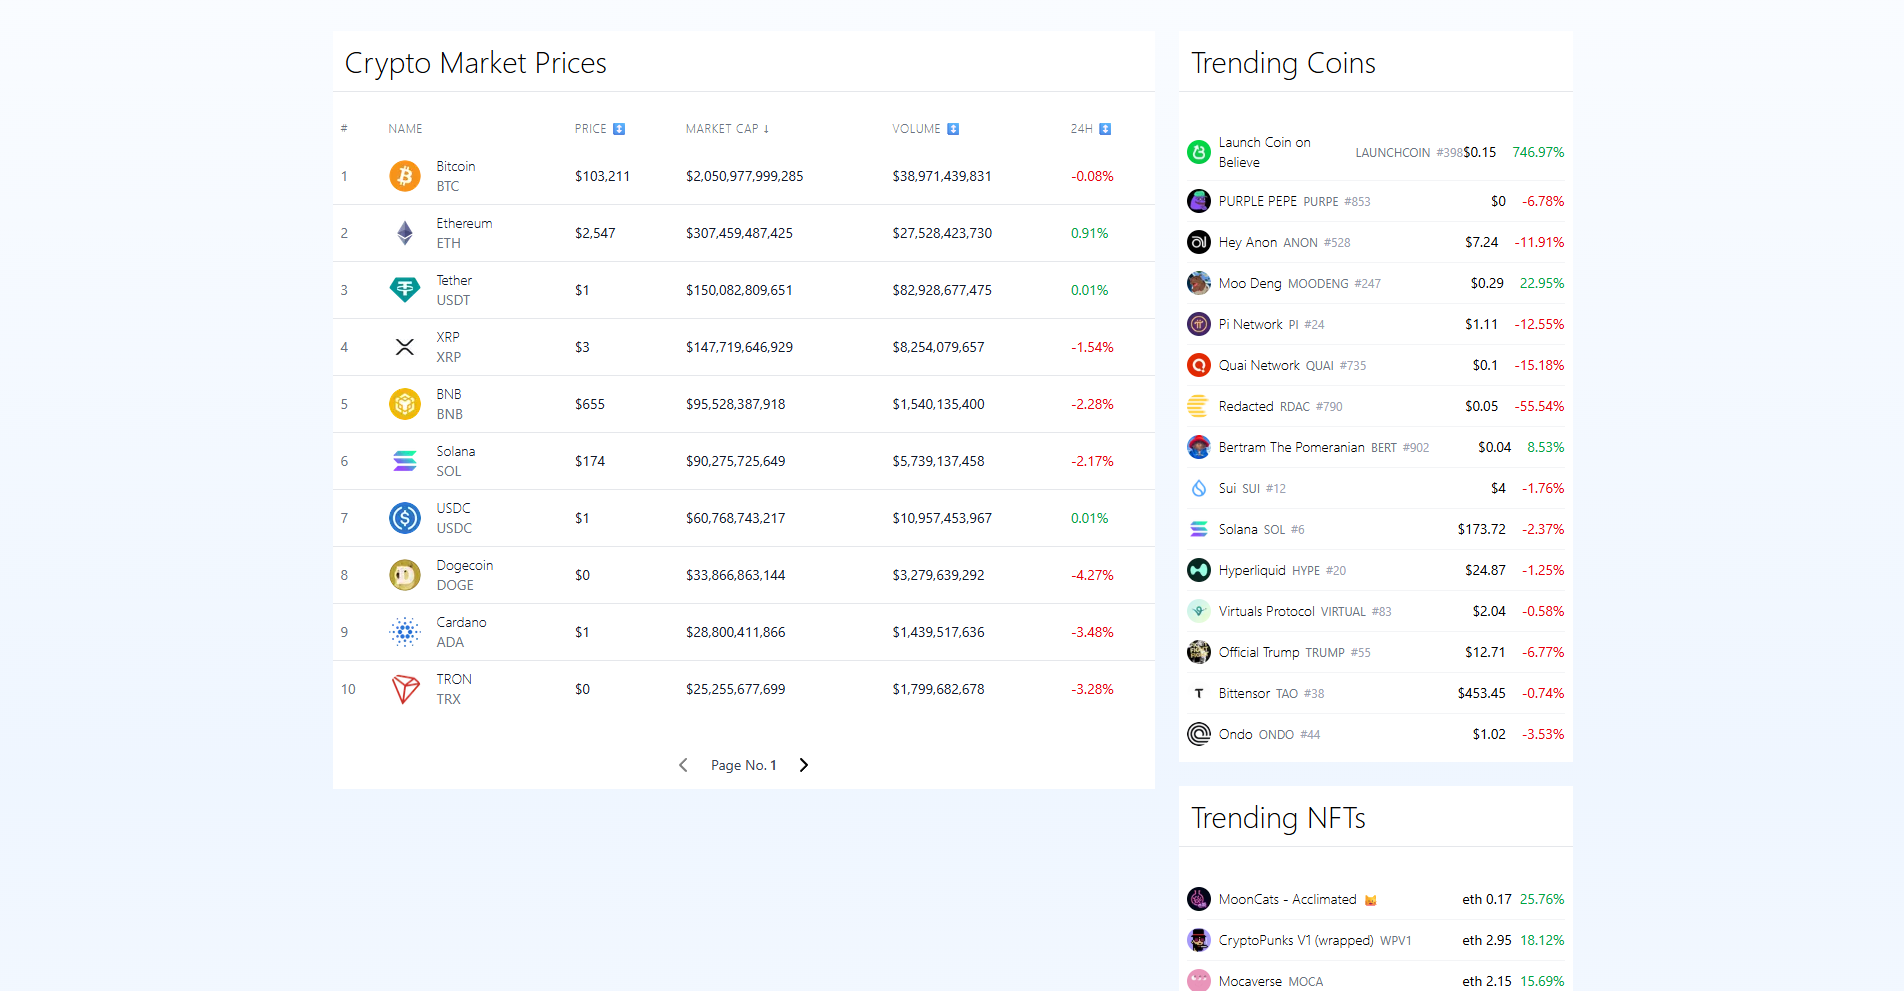 Crypto Market Prices
# NAME PRICE ↕ MARKET CAP ↓ VOLUME ↕ 24H ↕
1 Bitcoin BTC $103,211 $2,050,977,999,285 $38,971,439,831 -0.08%
2 Ethereum ETH $2,547 $307,459,487,425 $27,528,423,730 0.91%
3 Tether USDT $1 $150,082,809,651 $82,928,677,475 0.01%
4 XRP XRP $3 $147,719,646,929 $8,254,079,657 -1.54%
5 BNB BNB $655 $95,528,387,918 $1,540,135,400 -2.28%
6 Solana SOL $174 $90,275,725,649 $5,739,137,458 -2.17%
7 USDC USDC $1 $60,768,743,217 $10,957,453,967 0.01%
8 Dogecoin DOGE $0 $33,866,863,144 $3,279,639,292 -4.27%
9 Cardano ADA $1 $28,800,411,866 $1,439,517,636 -3.48%
10 TRON TRX $0 $25,255,677,699 $1,799,682,678 -3.28%
Page No. 1
Trending Coins
Launch Coin on Believe LAUNCHCOIN #398 $0.15 746.97%
PURPLE PEPE PURPE #853 $0 -6.78%
Hey Anon ANON #528 $7.24 -11.91%
Moo Deng MOODENG #247 $0.29 22.95%
Pi Network PI #24 $1.11 -12.55%
Quai Network QUAI #735 $0.1 -15.18%
Redacted RDAC #790 $0.05 -55.54%
Bertram The Pomeranian BERT #902 $0.04 8.53%
Sui SUI #12 $4 -1.76%
Solana SOL #6 $173.72 -2.37%
Hyperliquid HYPE #20 $24.87 -1.25%
Virtuals Protocol VIRTUAL #83 $2.04 -0.58%
Official Trump TRUMP #55 $12.71 -6.77%
Bittensor TAO #38 $453.45 -0.74%
Ondo ONDO #44 $1.02 -3.53%
Trending NFTs
MoonCats - Acclimated 😺 eth 0.17 25.76%
CryptoPunks V1 (wrapped) WPV1 eth 2.95 18.12%
Mocaverse MOCA eth 2.15 15.69%